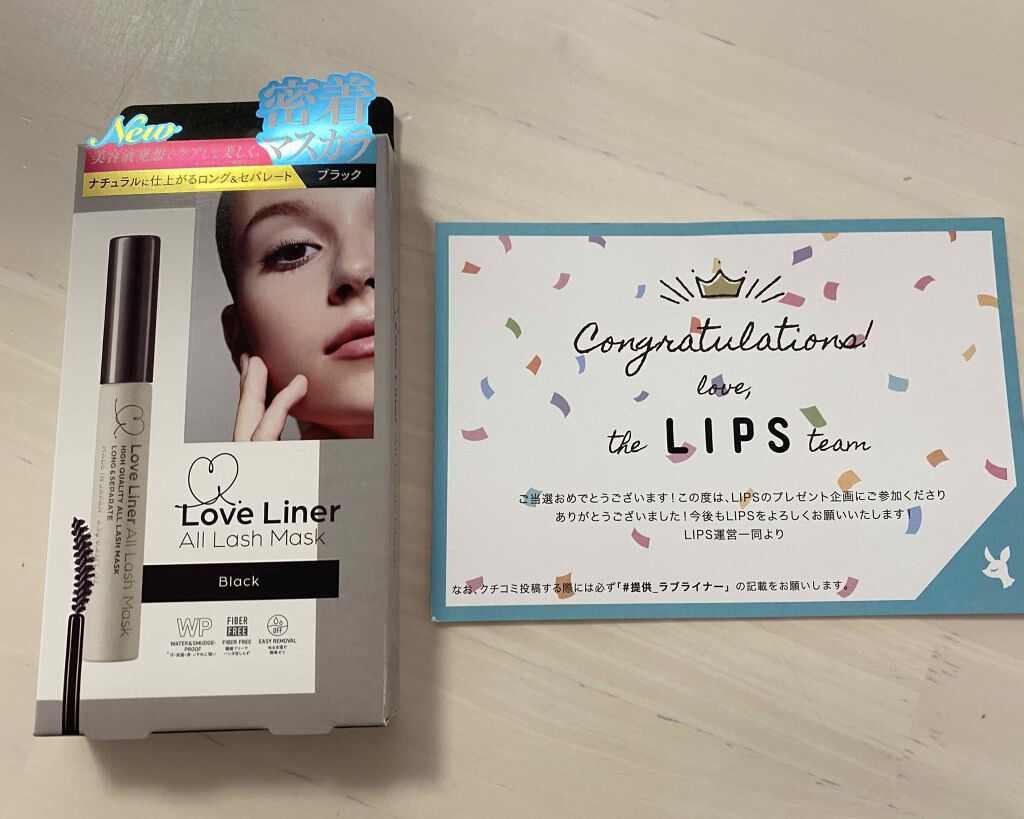 New
密着
マスカラ
美容液発想でケアして美しく。
ナチュラルに仕上がるロング&セパレート
ブラック
Love Liner All Lash Mask
HIGH QUALITY ALL LASH MASK
LONG & SEPARATE
MADE IN JAPAN
Love Liner
All Lash Mask
Black
WP
WATER & SMUDGE-
PROOF
FIBER
FREE
FIBER FREE
OFF
EASY REMOVAL
Congratulations!
love,
the LIPS team
ご当選おめでとうございます!この度は、LIPSのプレゼント企画にご参加くださり
ありがとうございました!今後もLIPSをよろしくお願いいたします!
LIPS運営一同より
なお、クチコミ投稿する際には必ず「#提供_ラブライナー」の記載をお願いします。